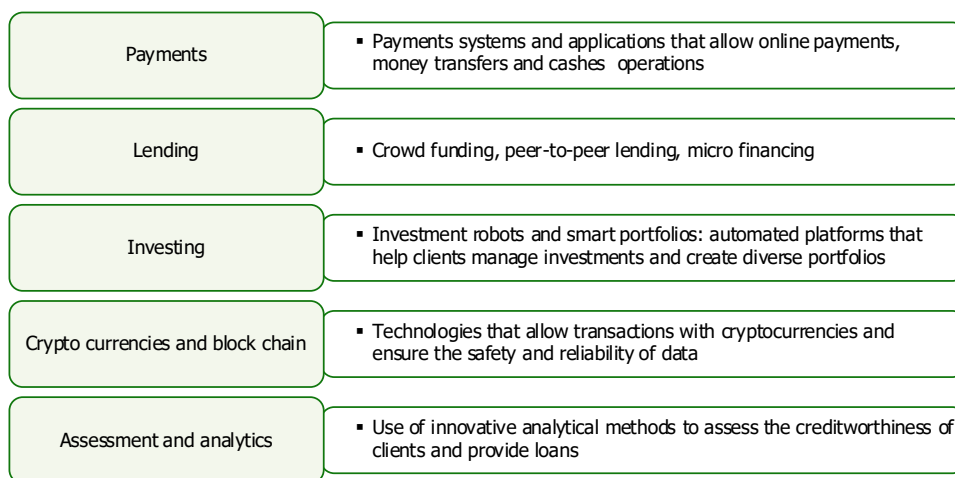 Payments
▪ Payments systems and applications that allow online payments,
money transfers and cashes operations
Lending
▪ Crowd funding, peer-to-peer lending, micro financing
Investing
▪ Investment robots and smart portfolios: automated platforms that
help clients manage investments and create diverse portfolios
Crypto currencies and block chain
▪ Technologies that allow transactions with cryptocurrencies and
ensure the safety and reliability of data
Assessment and analytics
▪ Use of innovative analytical methods to assess the creditworthiness of
clients and provide loans